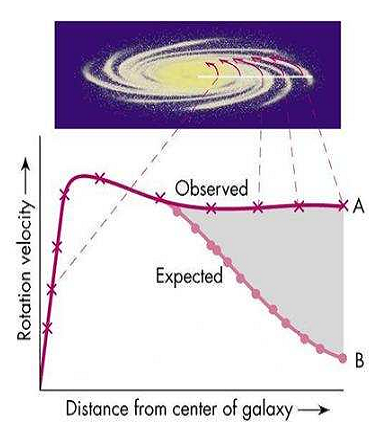 Observed
A
Expected
B
Rotation velocity
Distance from center of galaxy